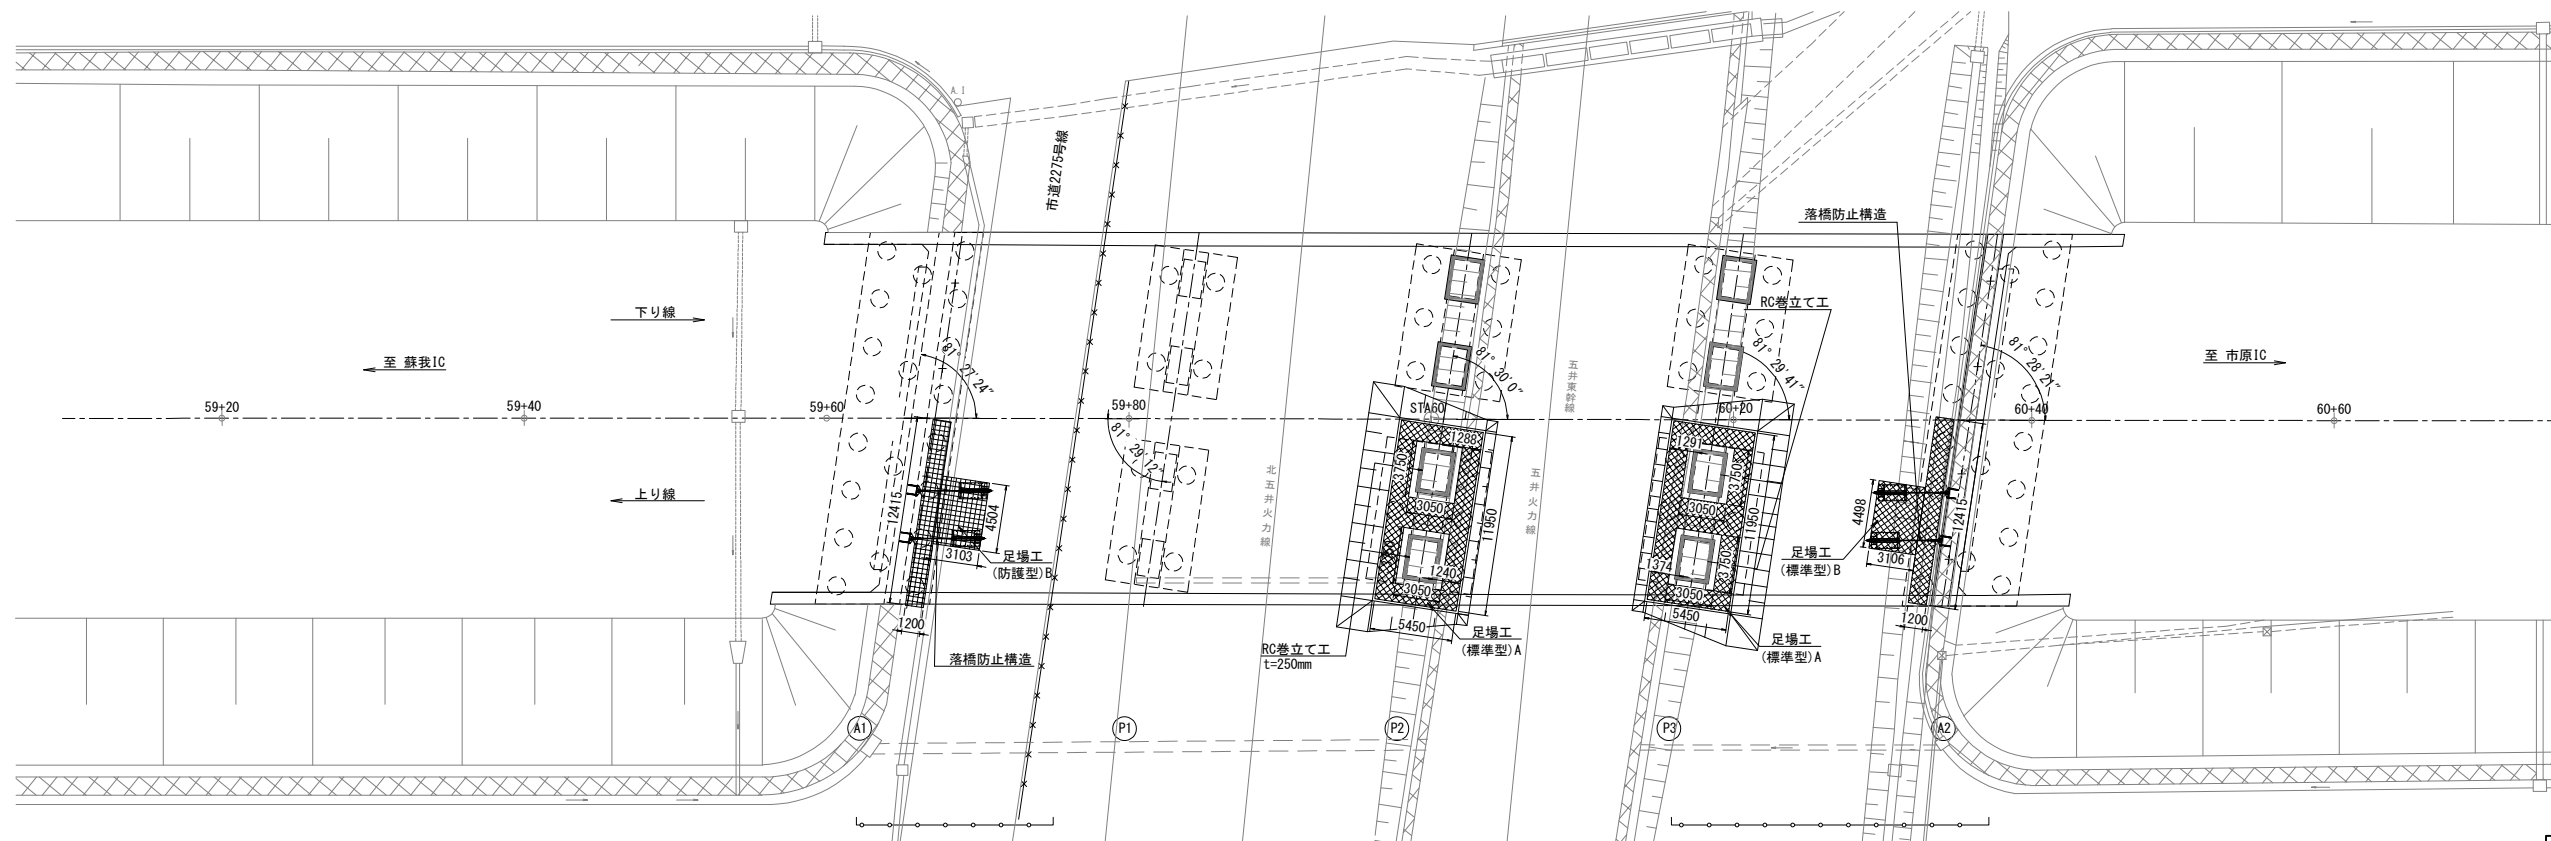 A.1
市道2275号線
落橋防止構造
RC巻立て工
下り線
至 蘇我IC
至 市原IC
81° 27′24″
81° 30′0″
81° 29′41″
81° 28′21″
五井東幹線
59+20
59+40
59+60
59+80
STA60
60+20
60+40
60+60
81° 29′12″
上り線
12415
4504
3103
足場工
(防護型)B
1200
落橋防止構造
北五井火力線
1288
3750
3050
11950
1240
3050
5450
RC巻立て工
t=250mm
足場工
(標準型)A
五井火力線
1291
3750
3050
11950
1374
3750
3050
5450
足場工
(標準型)A
4498
12415
3106
足場工
(標準型)B
1200
A1
P1
P2
P3
A2